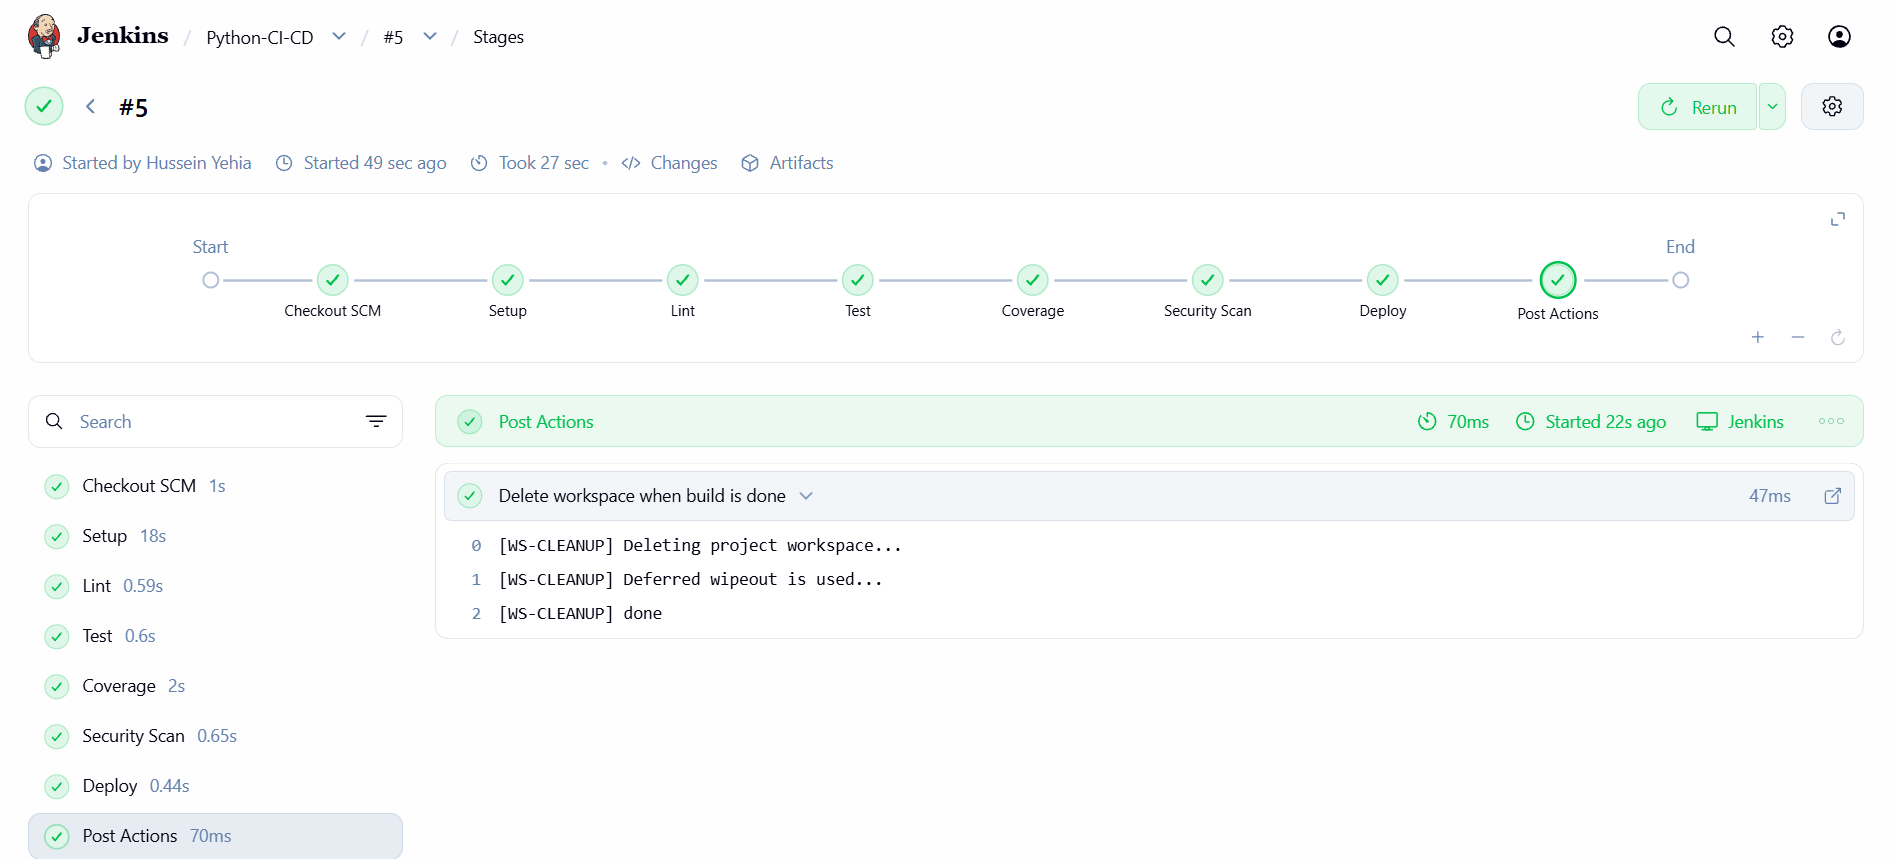 Jenkins / Python-CI-CD / #5 / Stages
#5
Rerun
Started by Hussein Yehia Started 49 sec ago Took 27 sec • Changes Artifacts
Start End
Checkout SCM Setup Lint Test Coverage Security Scan Deploy Post Actions
Search
Checkout SCM 1s
Setup 18s
Lint 0.59s
Test 0.6s
Coverage 2s
Security Scan 0.65s
Deploy 0.44s
Post Actions 70ms
Post Actions 70ms Started 22s ago Jenkins
Delete workspace when build is done 47ms
0 [WS-CLEANUP] Deleting project workspace...
1 [WS-CLEANUP] Deferred wipeout is used...
2 [WS-CLEANUP] done